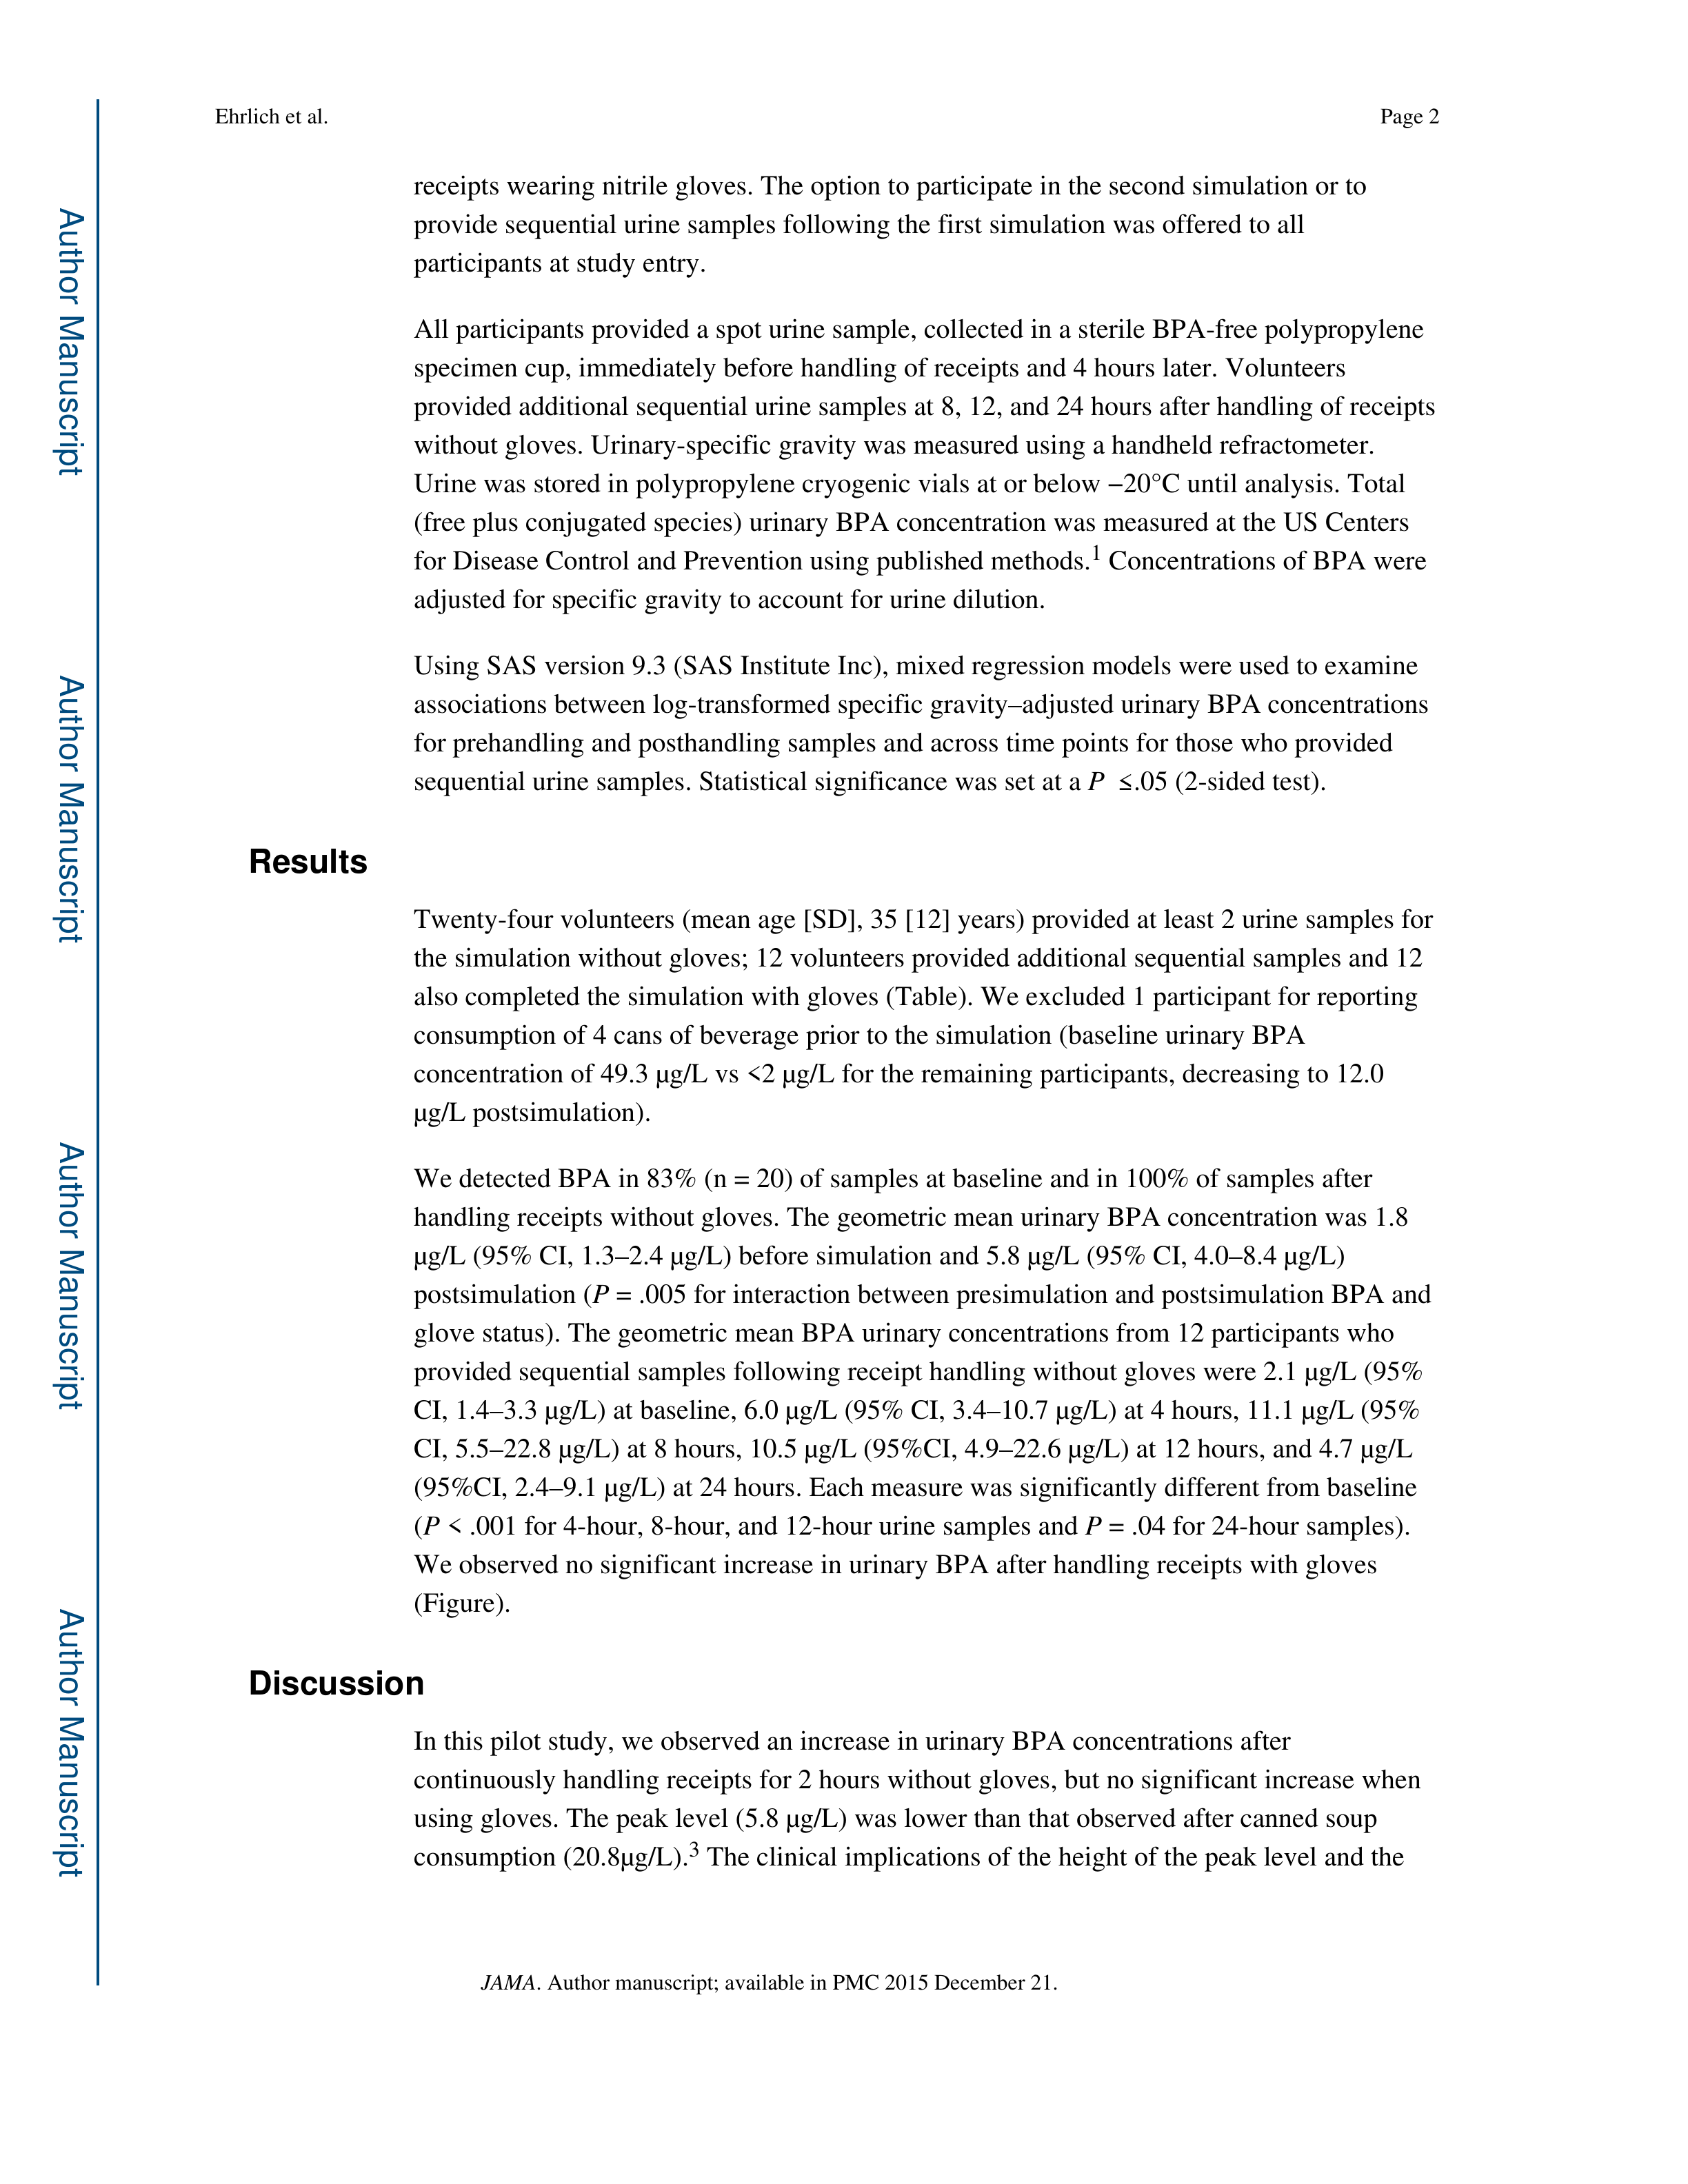 Ehrlich et al.
Page 2
receipts wearing nitrile gloves. The option to participate in the second simulation or to
provide sequential urine samples following the first simulation was offered to all
participants at study entry.
All participants provided a spot urine sample, collected in a sterile BPA-free polypropylene
specimen cup, immediately before handling of receipts and 4 hours later. Volunteers
provided additional sequential urine samples at 8, 12, and 24 hours after handling of receipts
without gloves. Urinary-specific gravity was measured using a handheld refractometer.
Urine was stored in polypropylene cryogenic vials at or below −20°C until analysis. Total
(free plus conjugated species) urinary BPA concentration was measured at the US Centers
for Disease Control and Prevention using published methods.1 Concentrations of BPA were
adjusted for specific gravity to account for urine dilution.
Using SAS version 9.3 (SAS Institute Inc), mixed regression models were used to examine
associations between log-transformed specific gravity–adjusted urinary BPA concentrations
for prehandling and posthandling samples and across time points for those who provided
sequential urine samples. Statistical significance was set at a P ≤.05 (2-sided test).
Results
Twenty-four volunteers (mean age [SD], 35 [12] years) provided at least 2 urine samples for
the simulation without gloves; 12 volunteers provided additional sequential samples and 12
also completed the simulation with gloves (Table). We excluded 1 participant for reporting
consumption of 4 cans of beverage prior to the simulation (baseline urinary BPA
concentration of 49.3 μg/L vs <2 μg/L for the remaining participants, decreasing to 12.0
μg/L postsimulation).
We detected BPA in 83% (n = 20) of samples at baseline and in 100% of samples after
handling receipts without gloves. The geometric mean urinary BPA concentration was 1.8
μg/L (95% CI, 1.3–2.4 μg/L) before simulation and 5.8 μg/L (95% CI, 4.0–8.4 μg/L)
postsimulation (P = .005 for interaction between presimulation and postsimulation BPA and
glove status). The geometric mean BPA urinary concentrations from 12 participants who
provided sequential samples following receipt handling without gloves were 2.1 μg/L (95%
CI, 1.4–3.3 μg/L) at baseline, 6.0 μg/L (95% CI, 3.4–10.7 μg/L) at 4 hours, 11.1 μg/L (95%
CI, 5.5–22.8 μg/L) at 8 hours, 10.5 μg/L (95%CI, 4.9–22.6 μg/L) at 12 hours, and 4.7 μg/L
(95%CI, 2.4–9.1 μg/L) at 24 hours. Each measure was significantly different from baseline
(P < .001 for 4-hour, 8-hour, and 12-hour urine samples and P = .04 for 24-hour samples).
We observed no significant increase in urinary BPA after handling receipts with gloves
(Figure).
Discussion
In this pilot study, we observed an increase in urinary BPA concentrations after
continuously handling receipts for 2 hours without gloves, but no significant increase when
using gloves. The peak level (5.8 μg/L) was lower than that observed after canned soup
consumption (20.8μg/L).3 The clinical implications of the height of the peak level and the
JAMA. Author manuscript; available in PMC 2015 December 21.
Author Manuscript
Author Manuscript
Author Manuscript
Author Manuscript